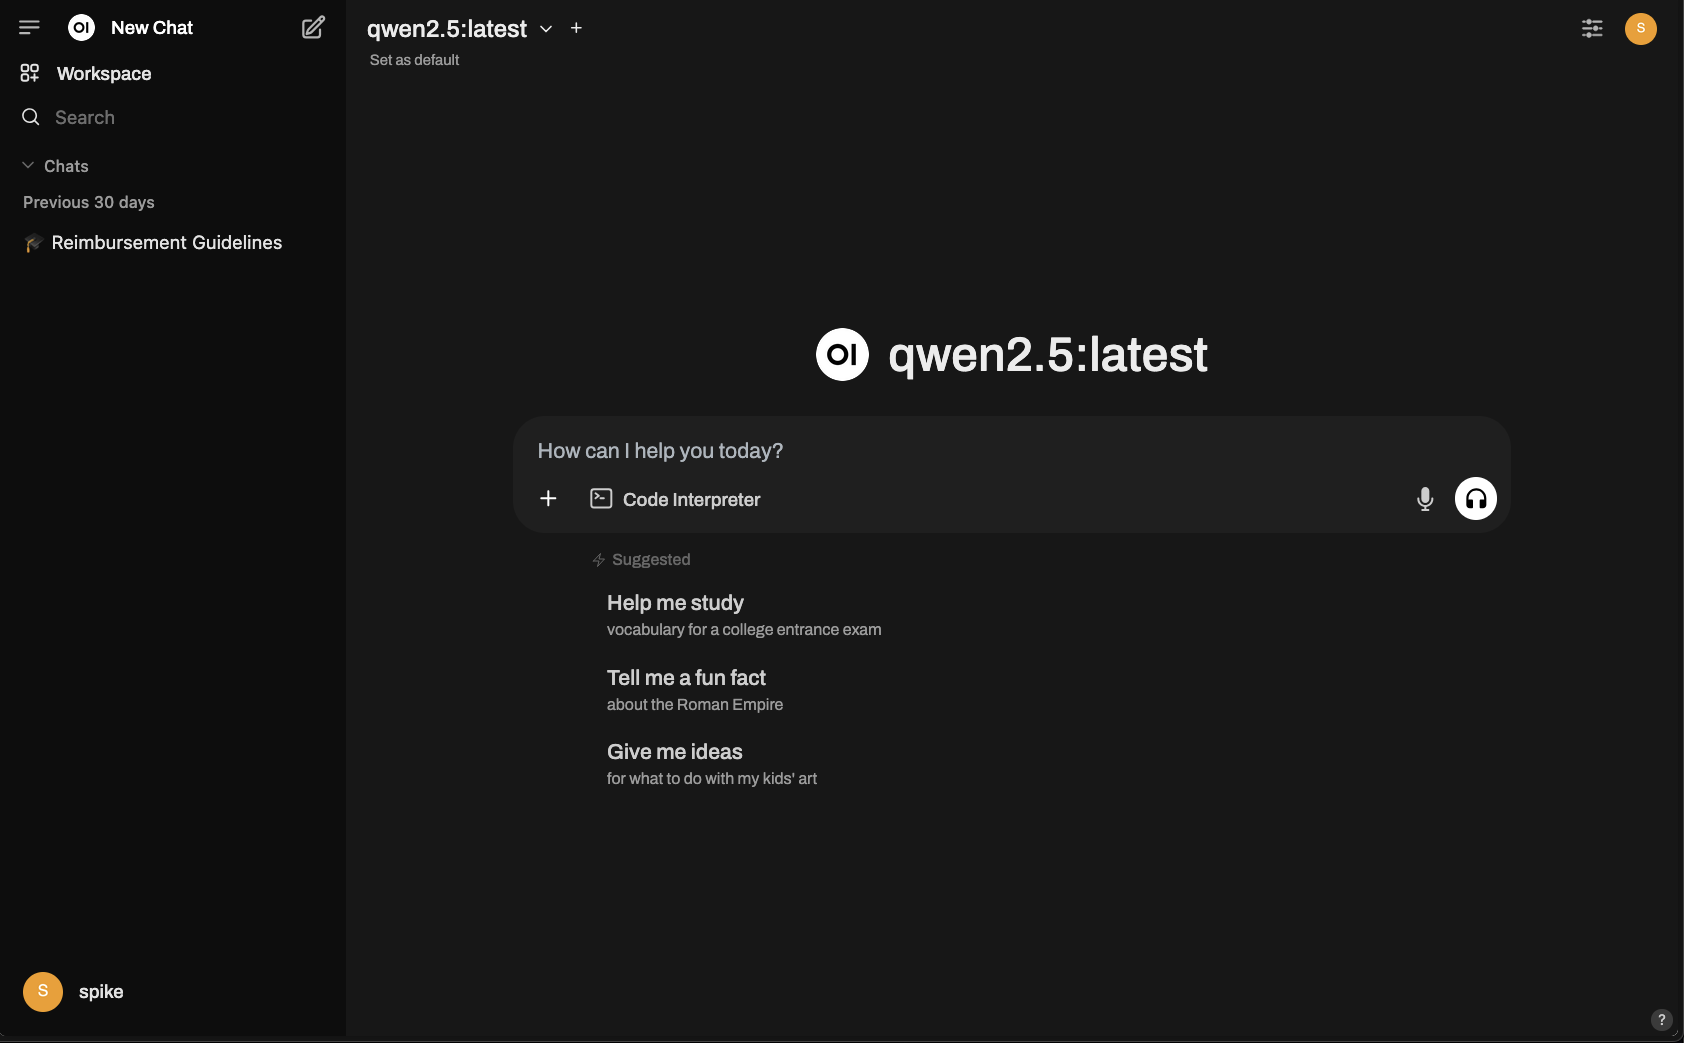 OI New Chat
Workspace
Search
Chats
Previous 30 days
Reimbursement Guidelines
S spike
qwen2.5:latest
Set as default
S
OI qwen2.5:latest
How can I help you today?
Code Interpreter
Suggested
Help me study
vocabulary for a college entrance exam
Tell me a fun fact
about the Roman Empire
Give me ideas
for what to do with my kids' art
?